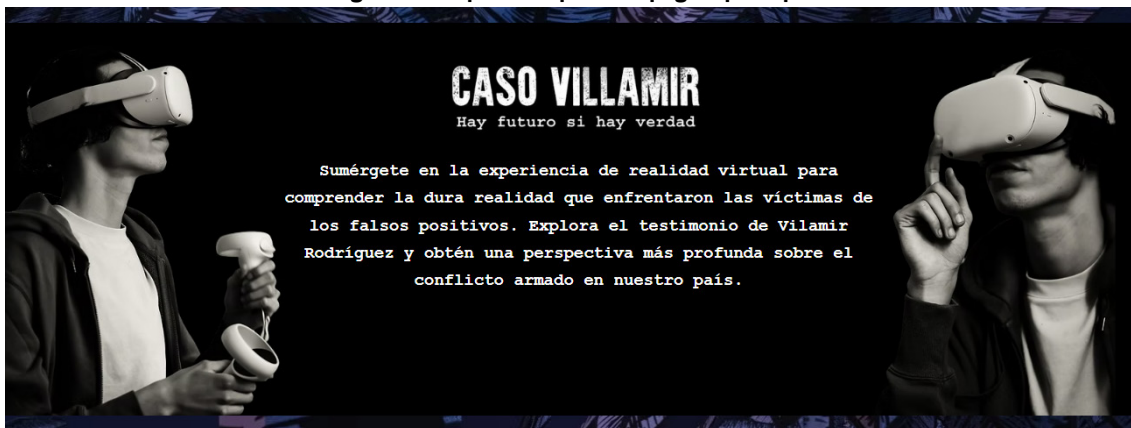 CASO VILLAMIR
Hay futuro si hay verdad
Sumérgete en la experiencia de realidad virtual para
comprender la dura realidad que enfrentaron las víctimas de
los falsos positivos. Explora el testimonio de Vilamir
Rodríguez y obtén una perspectiva más profunda sobre el
conflicto armado en nuestro país.